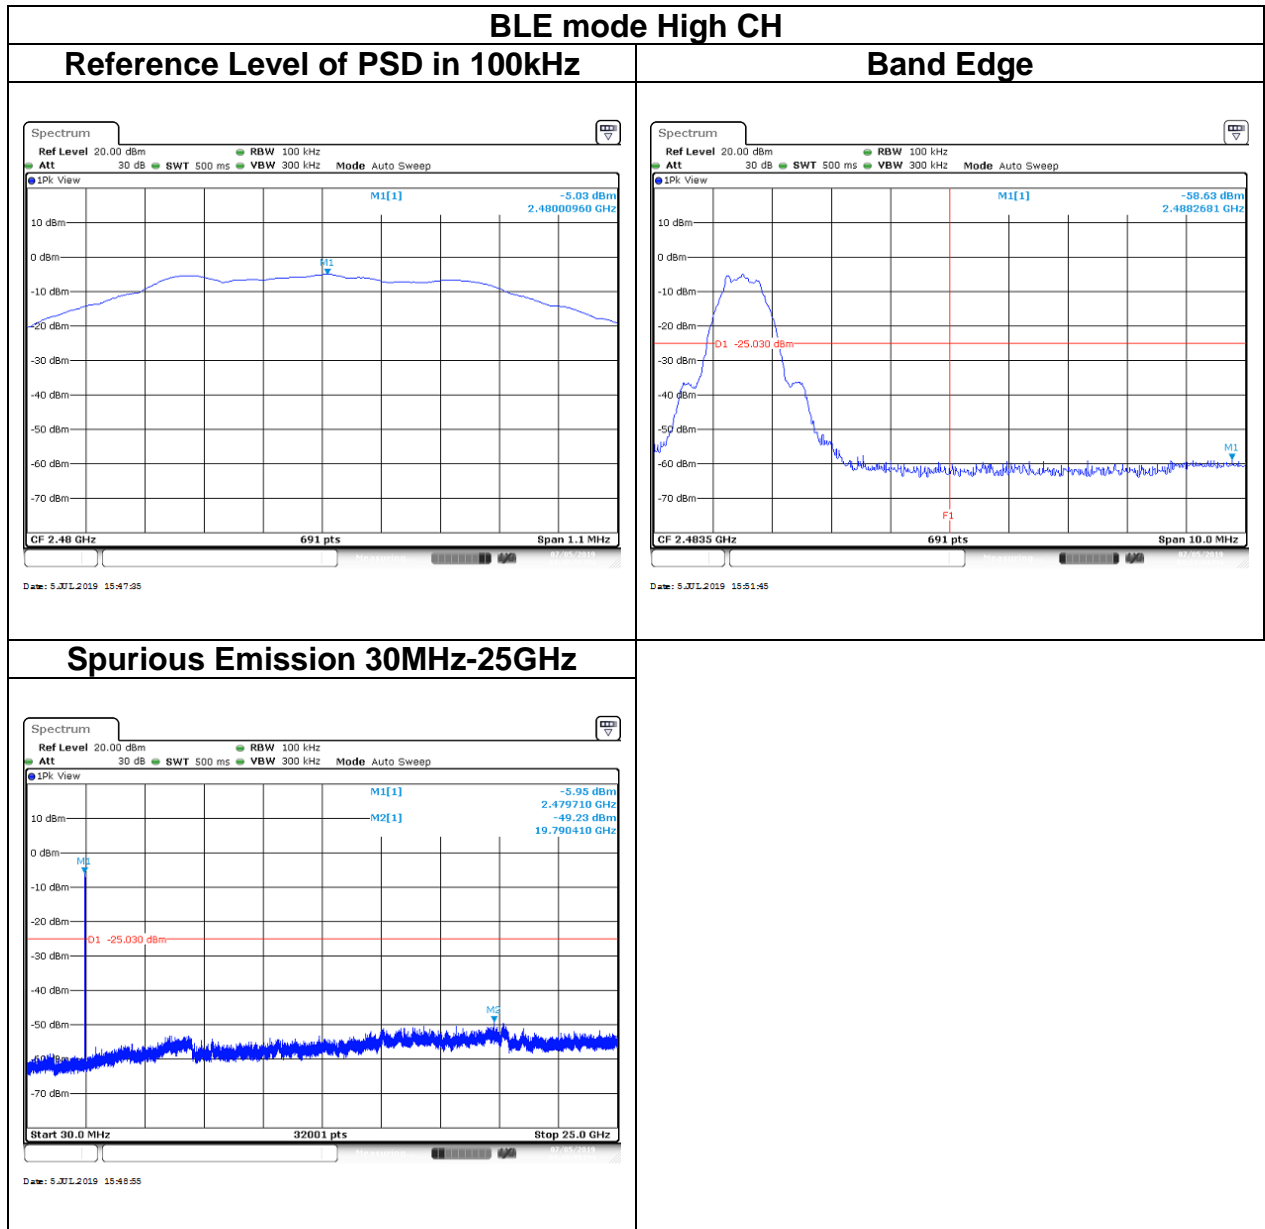 BLE mode High CH
Reference Level of PSD in 100kHz
Band Edge
Spectrum
Ref Level 20.00 dBm
RBW 100 kHz
Att 30 dB SWT 500 ms VBW 300 kHz Mode Auto Sweep
1Pk View
M1[1] -5.03 dBm
2.48000960 GHz
10 dBm
0 dBm
M1
-10 dBm
-20 dBm
-30 dBm
-40 dBm
-50 dBm
-60 dBm
-70 dBm
CF 2.48 GHz 691 pts Span 1.1 MHz
Date: 5.JUL.2019 15:47:35
Spectrum
Ref Level 20.00 dBm
RBW 100 kHz
Att 30 dB SWT 500 ms VBW 300 kHz Mode Auto Sweep
1Pk View
M1[1] -58.63 dBm
2.4882681 GHz
10 dBm
0 dBm
-10 dBm
-20 dBm
D1 -25.030 dBm
-30 dBm
-40 dBm
-50 dBm
M1
-60 dBm
-70 dBm
F1
CF 2.4835 GHz 691 pts Span 10.0 MHz
Date: 5.JUL.2019 15:51:45
Spurious Emission 30MHz-25GHz
Spectrum
Ref Level 20.00 dBm
RBW 100 kHz
Att 30 dB SWT 500 ms VBW 300 kHz Mode Auto Sweep
1Pk View
M1[1] -5.95 dBm
2.479710 GHz
10 dBm
M2[1] -49.23 dBm
19.790410 GHz
0 dBm
M1
-10 dBm
-20 dBm
D1 -25.030 dBm
-30 dBm
-40 dBm
M2
-50 dBm
-60 dBm
-70 dBm
Start 30.0 MHz 32001 pts Stop 25.0 GHz
Date: 5.JUL.2019 15:48:55